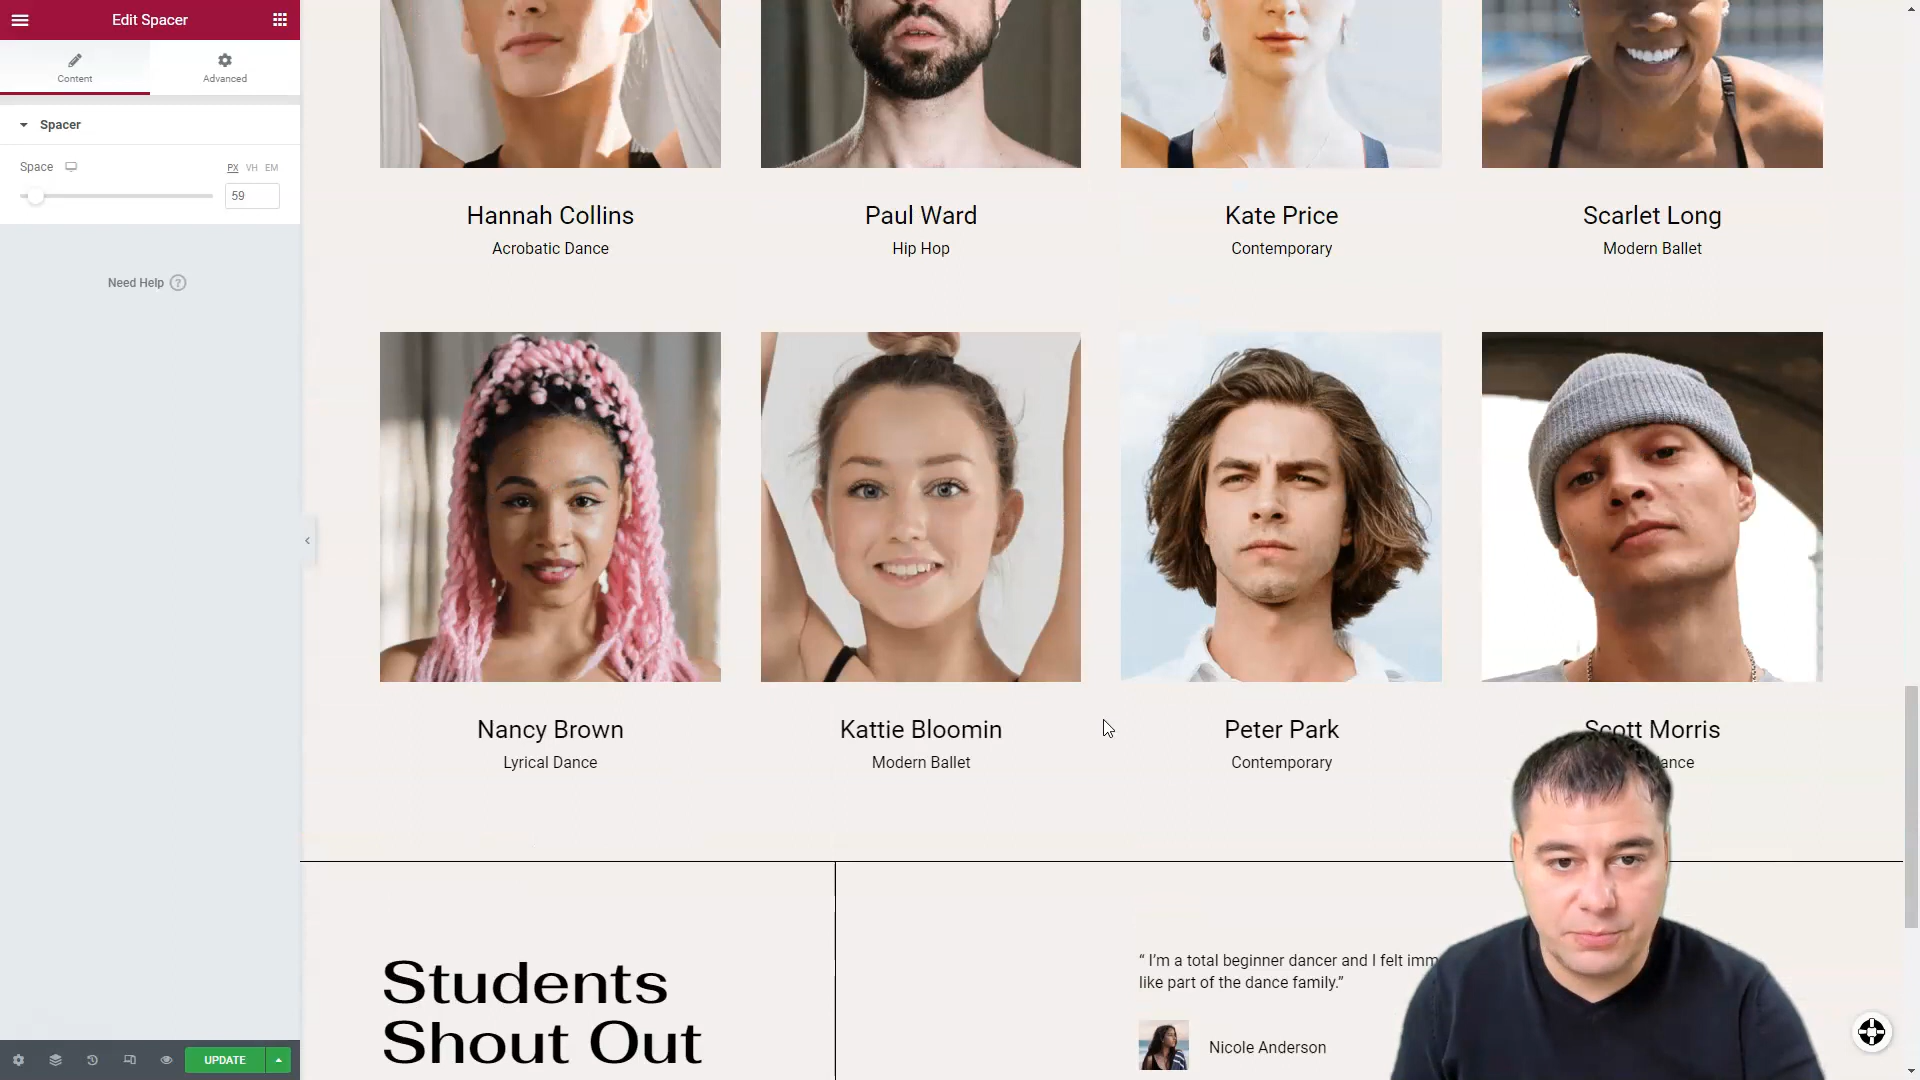 Edit Spacer
Content
Advanced
Spacer
Space
PX VH EM
59
Need Help ?
UPDATE
Hannah Collins
Acrobatic Dance
Paul Ward
Hip Hop
Kate Price
Contemporary
Scarlet Long
Modern Ballet
Nancy Brown
Lyrical Dance
Kattie Bloomin
Modern Ballet
Peter Park
Contemporary
Scott Morris
Students
Shout Out
“ I’m a total beginner dancer and I felt
like part of the dance family.”
Nicole Anderson